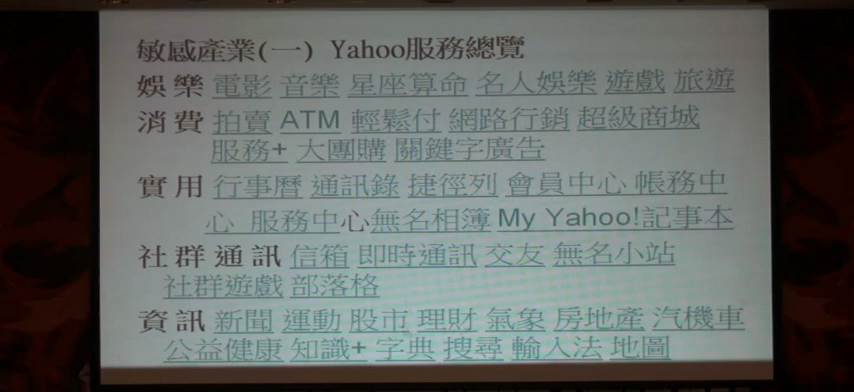 敏感產業(一) Yahoo服務總覽
娛樂 電影 音樂 星座算命 名人娛樂 遊戲 旅遊
消費 拍賣 ATM 輕鬆付 網路行銷 超級商城
服務+ 大團購 關鍵字廣告
實用 行事曆 通訊錄 捷徑列 會員中心 帳務中
心 服務中心無名相簿 My Yahoo!記事本
社群通訊 信箱 即時通訊 交友 無名小站
社群遊戲 部落格
資訊 新聞 運動 股市 理財 氣象 房地產 汽機車
公益健康 知識+ 字典 搜尋 輸入法 地圖